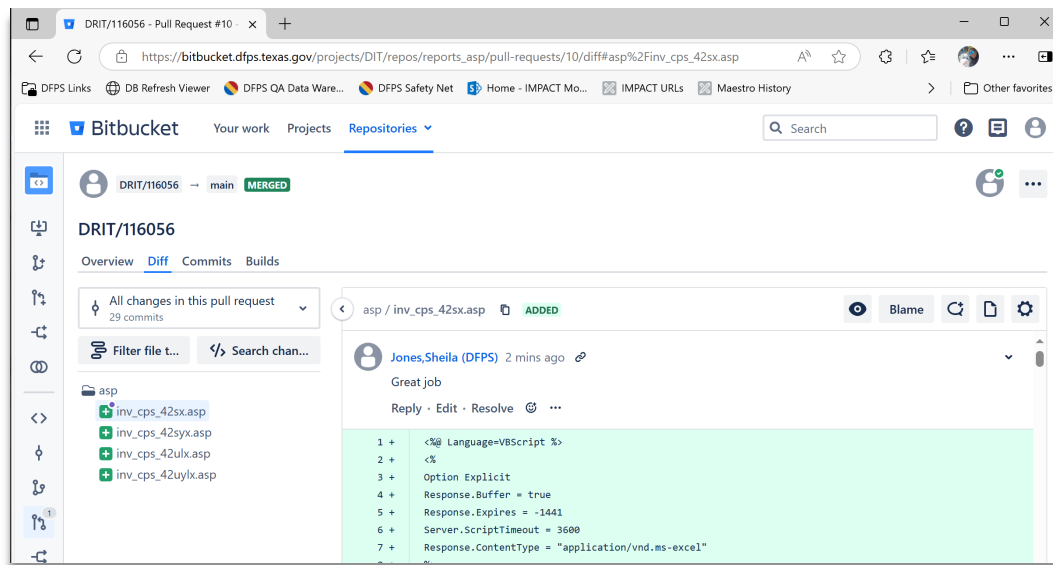 DRIT/116056 - Pull Request #10 -
https://bitbucket.dfps.texas.gov/projects/DIT/repos/reports_asp/pull-requests/10/diff#asp%2Finv_cps_42sx.asp
DFPS Links DB Refresh Viewer DFPS QA Data Ware... DFPS Safety Net Home - IMPACT Mo... IMPACT URLs Maestro History Other favorites
Bitbucket Your work Projects Repositories Search
DRIT/116056 → main MERGED
DRIT/116056
Overview Diff Commits Builds
All changes in this pull request
29 commits
Filter file t... Search chan...
asp
inv_cps_42sx.asp
inv_cps_42syx.asp
inv_cps_42ulx.asp
inv_cps_42uylx.asp
1
asp / inv_cps_42sx.asp ADDED Blame
Jones,Sheila (DFPS) 2 mins ago
Great job
Reply · Edit · Resolve
1 + <%@ Language=VBScript %>
2 + <%
3 + Option Explicit
4 + Response.Buffer = true
5 + Response.Expires = -1441
6 + Server.ScriptTimeout = 3600
7 + Response.ContentType = "application/vnd.ms-excel"